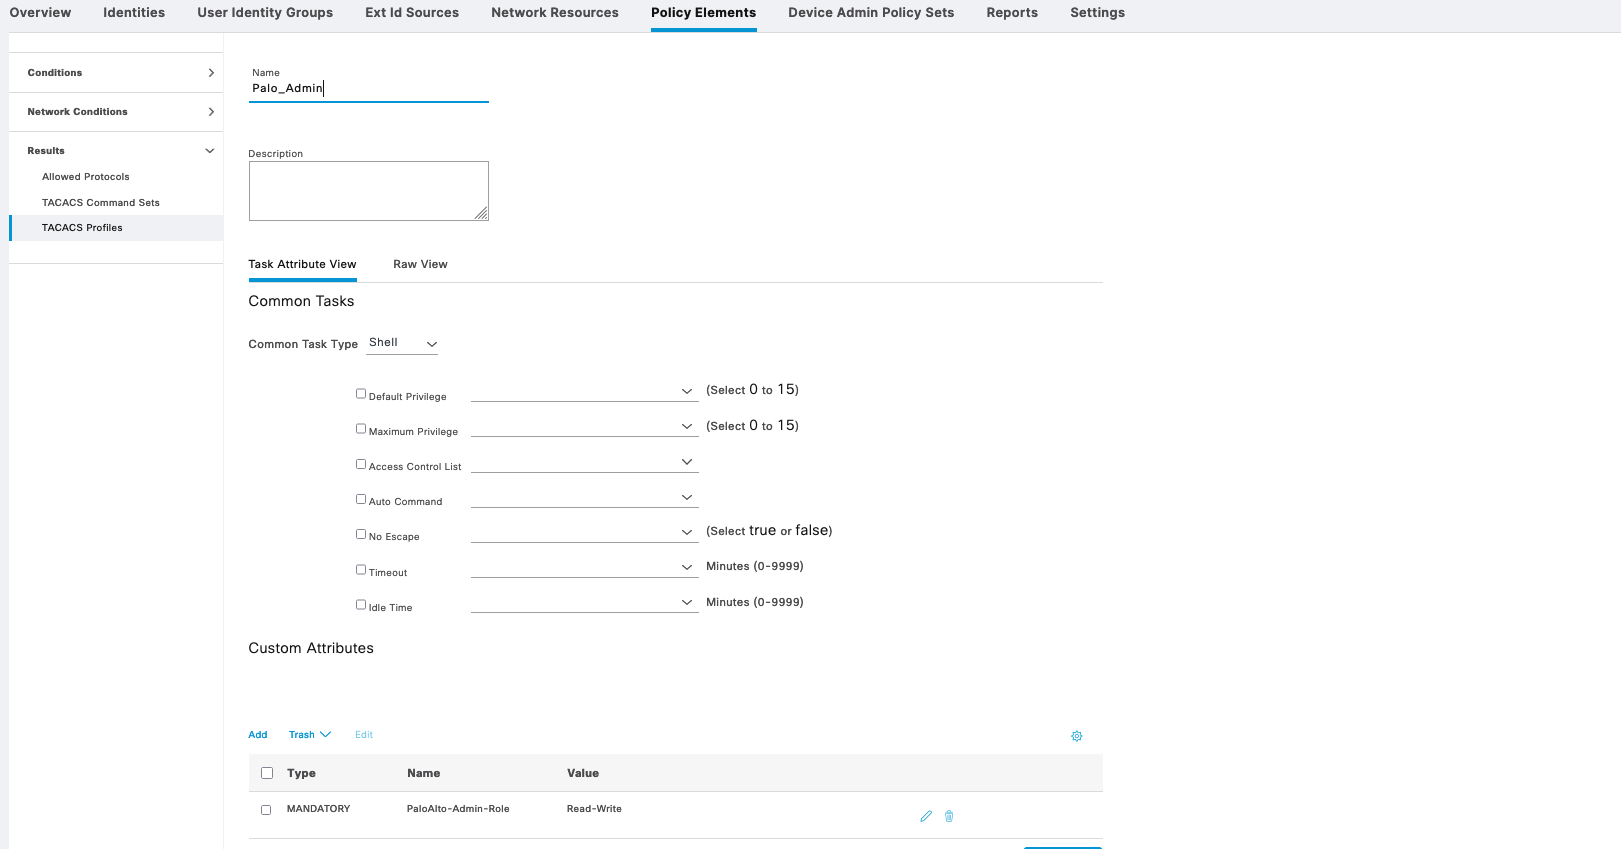 Overview Identities User Identity Groups Ext Id Sources Network Resources Policy Elements Device Admin Policy Sets Reports Settings
Conditions
Network Conditions
Results
Allowed Protocols
TACACS Command Sets
TACACS Profiles
Name
Palo_Admin
Description
Task Attribute View Raw View
Common Tasks
Common Task Type Shell
Default Privilege (Select 0 to 15)
Maximum Privilege (Select 0 to 15)
Access Control List
Auto Command
No Escape (Select true or false)
Timeout Minutes (0-9999)
Idle Time Minutes (0-9999)
Custom Attributes
Add Trash Edit
Type Name Value
MANDATORY PaloAlto-Admin-Role Read-Write